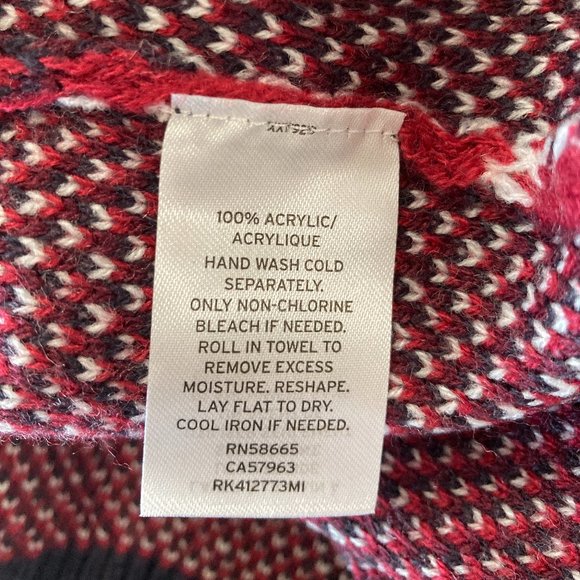 100% ACRYLIC/
ACRYLIQUE
HAND WASH COLD
SEPARATELY.
ONLY NON-CHLORINE
BLEACH IF NEEDED.
ROLL IN TOWEL TO
REMOVE EXCESS
MOISTURE. RESHAPE.
LAY FLAT TO DRY.
COOL IRON IF NEEDED.
RN58665
CA57963
RK412773MI